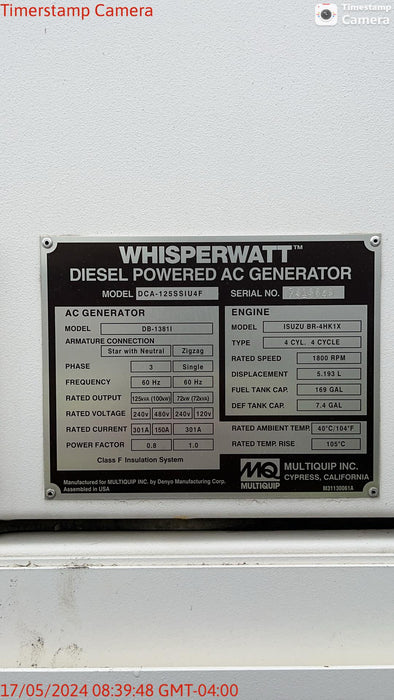 Timerstamp Camera
Timestamp
Camera
WHISPERWATT™
DIESEL POWERED AC GENERATOR
MODEL DCA-125SSIU4F SERIAL NO.
AC GENERATOR
MODEL DB-1381I
ARMATURE CONNECTION
Star with Neutral Zigzag
PHASE 3 Single
FREQUENCY 60 Hz 60 Hz
RATED OUTPUT 125kVA (100kW) 72kW (72kVA)
RATED VOLTAGE 240v 480v 240v 120v
RATED CURRENT 301A 150A 301A
POWER FACTOR 0.8 1.0
Class F Insulation System
ENGINE
MODEL ISUZU BR-4HK1X
TYPE 4 CYL. 4 CYCLE
RATED SPEED 1800 RPM
DISPLACEMENT 5.193 L
FUEL TANK CAP. 169 GAL
DEF TANK CAP. 7.4 GAL
RATED AMBIENT TEMP. 40°C/104°F
RATED TEMP. RISE 105°C
Manufactured for MULTIQUIP INC. by Denyo Manufacturing Corp.
Assembled in USA
MQ
MULTIQUIP
MULTIQUIP INC.
CYPRESS, CALIFORNIA
M31130061A
17/05/2024 08:39:48 GMT-04:00